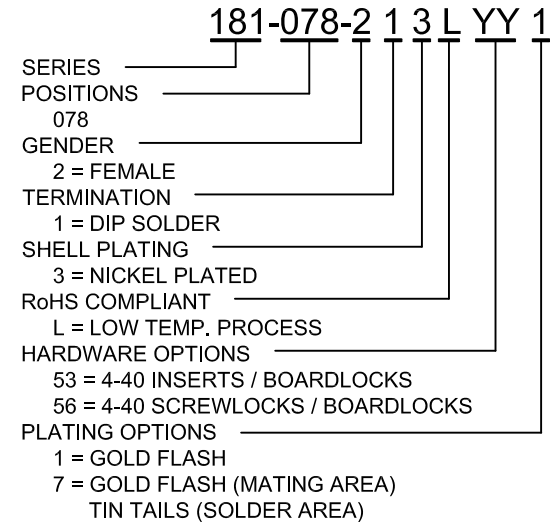 181-078-2 1 3 L YY 1
SERIES
POSITIONS
078
GENDER
2 = FEMALE
TERMINATION
1 = DIP SOLDER
SHELL PLATING
3 = NICKEL PLATED
RoHS COMPLIANT
L = LOW TEMP. PROCESS
HARDWARE OPTIONS
53 = 4-40 INSERTS / BOARDLOCKS
56 = 4-40 SCREWLOCKS / BOARDLOCKS
PLATING OPTIONS
1 = GOLD FLASH
7 = GOLD FLASH (MATING AREA)
TIN TAILS (SOLDER AREA)